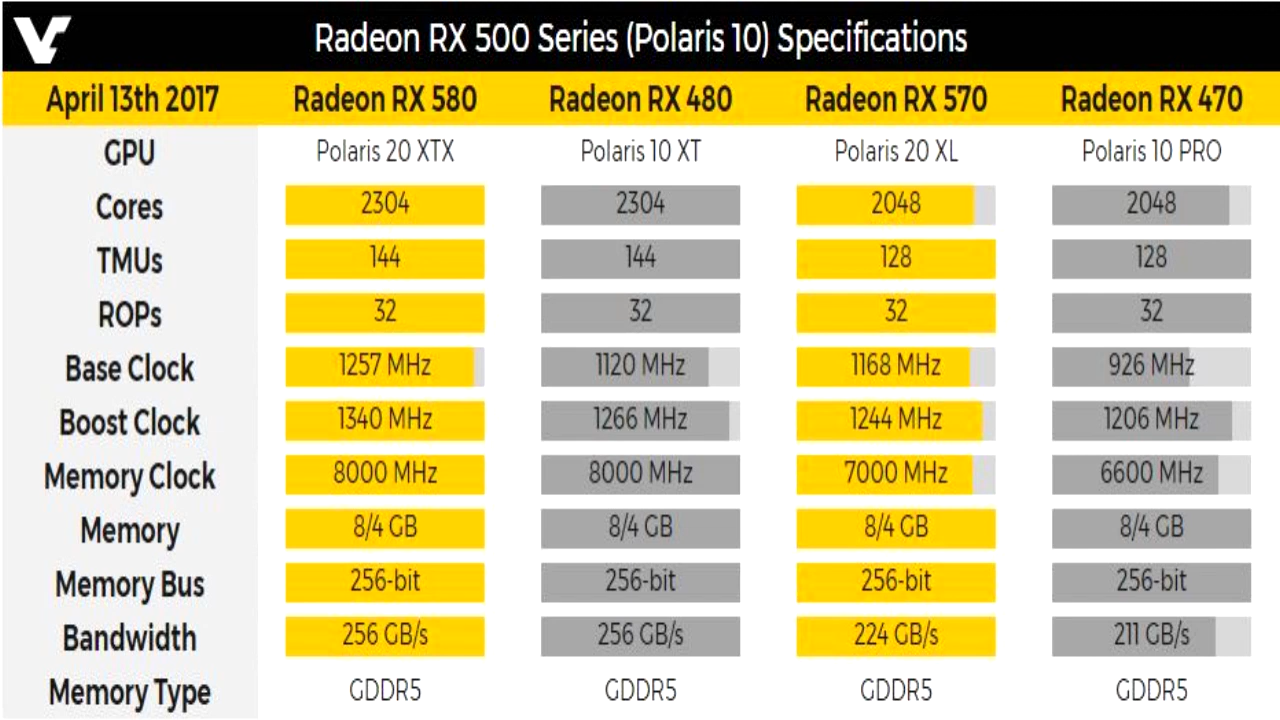 Radeon RX 500 Series (Polaris 10) Specifications
April 13th 2017 Radeon RX 580 Radeon RX 480 Radeon RX 570 Radeon RX 470
GPU Polaris 20 XTX Polaris 10 XT Polaris 20 XL Polaris 10 PRO
Cores 2304 2304 2048 2048
TMUs 144 144 128 128
ROPs 32 32 32 32
Base Clock 1257 MHz 1120 MHz 1168 MHz 926 MHz
Boost Clock 1340 MHz 1266 MHz 1244 MHz 1206 MHz
Memory Clock 8000 MHz 8000 MHz 7000 MHz 6600 MHz
Memory 8/4 GB 8/4 GB 8/4 GB 8/4 GB
Memory Bus 256-bit 256-bit 256-bit 256-bit
Bandwidth 256 GB/s 256 GB/s 224 GB/s 211 GB/s
Memory Type GDDR5 GDDR5 GDDR5 GDDR5